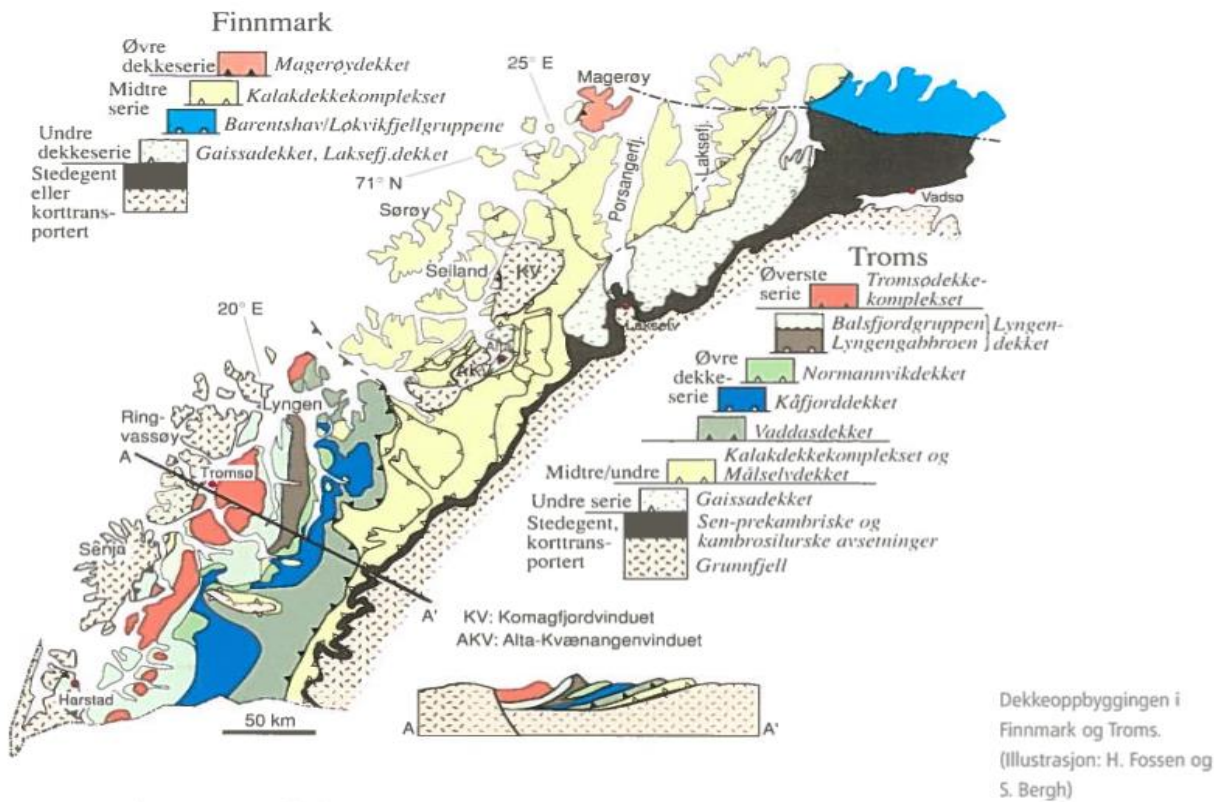 Finnmark
Øvre
dekkeserie
Magerøydekket
Midtre
serie
Kalakdekkekomplekset
Barentshav/Løkvikfjellgruppene
Undre
dekkeserie
Gaissadekket, Laksefj.dekket
Stedegent
eller
korttrans-
portert
25° E
Magerøy
71° N
Sørøy
Porsangerfj.
Laksefj.
Vadsø
Seiland
KV
Lakselv
Alta
AKV
20° E
Lyngen
Ring-
vassøy
A
Tromsø
Senja
Harstad
A'
50 km
Troms
Øverste
serie
Tromsødekke-
komplekset
Balsfjordgruppen
Lyngengabbroen
Lyngen-
dekket
Øvre
dekke-
serie
Normannvikdekket
Kåfjorddekket
Vaddasdekket
Midtre/undre
Kalakdekkekomplekset og
Målselvdekket
Undre serie
Gaissadekket
Stedegent,
korttrans-
portert
Sen-prekambriske og
kambrosilurske avsetninger
Grunnfjell
KV: Komagfjordvinduet
AKV: Alta-Kvænangenvinduet
A
A'
Dekkeoppbyggingen i
Finnmark og Troms.
(Illustrasjon: H. Fossen og
S. Bergh)